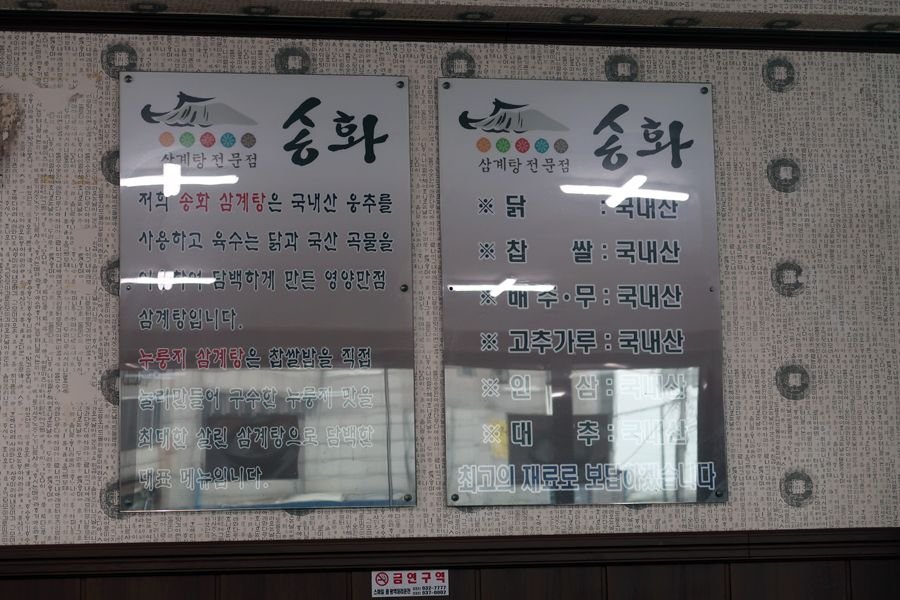 삼계탕 전문점
송화
저희 송화 삼계탕은 국내산 웅추를
사용하고 육수는 닭과 국산 곡물을
담백하게 만든 영양만점
삼계탕입니다.
누룽지 삼계탕은 찹쌀밥을 직접
눌러만들어 구수한 누룽지 맛을
최대한 살린 삼계탕으로 담백한
대표 메뉴입니다.
삼계탕 전문점
송화
※ 닭 : 국내산
※ 찹 쌀 : 국내산
※ 배 추·무 : 국내산
※ 고추가루 : 국내산
※ 인 삼 : 국내산
※ 대 추 : 국내산
최고의 재료로 보답하겠습니다
금연구역